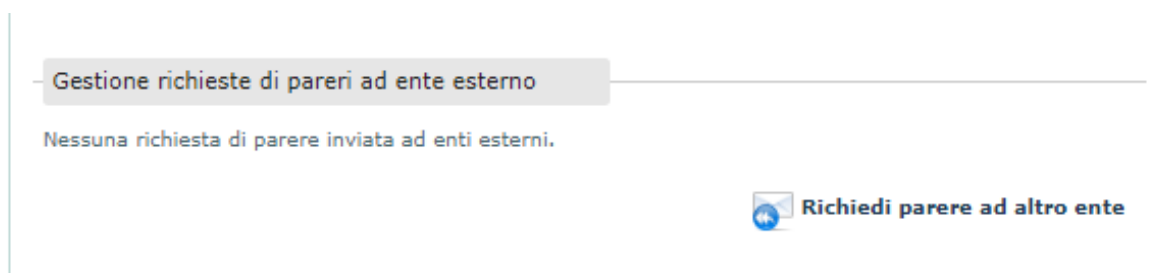 Gestione richieste di pareri ad ente esterno
Nessuna richiesta di parere inviata ad enti esterni.
Richiedi parere ad altro ente